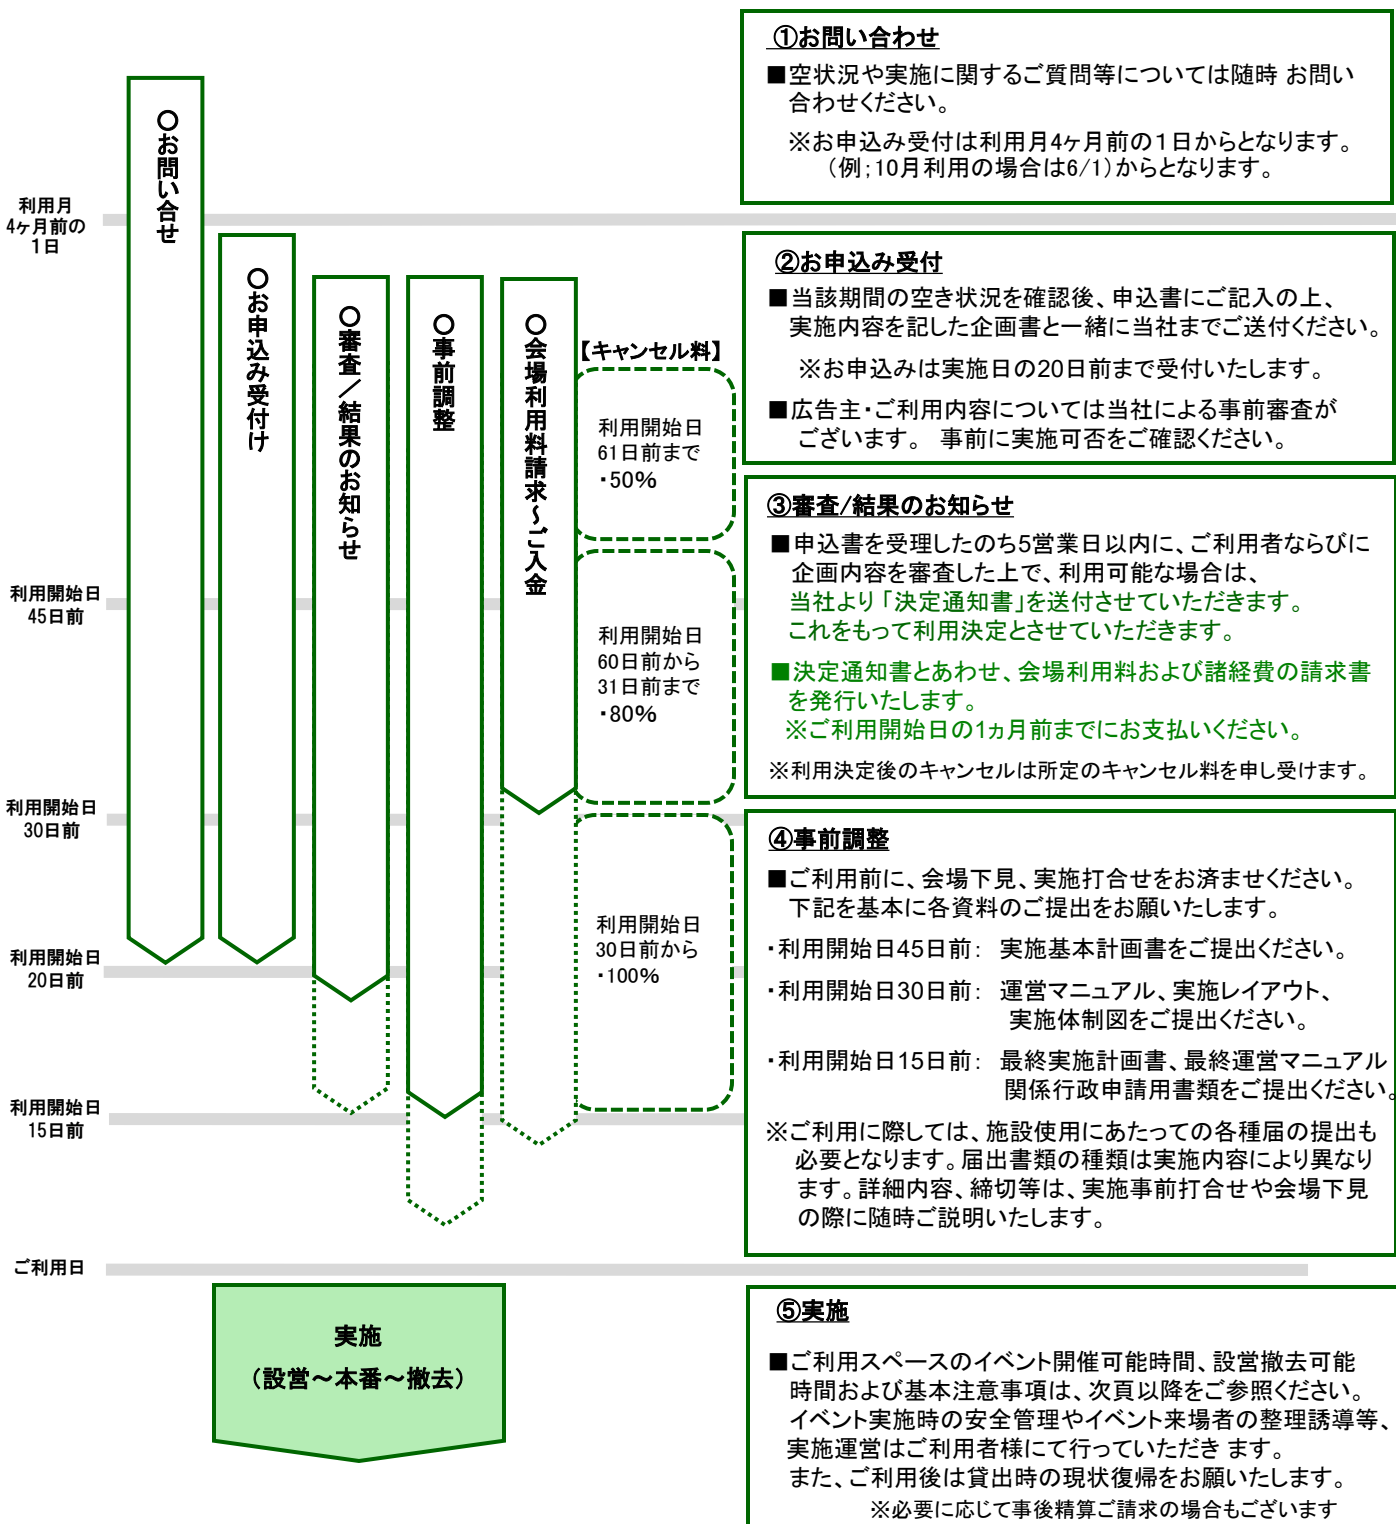 ①お問い合わせ
■空状況や実施に関するご質問等については随時 お問い
合わせください。
※お申込み受付は利用月4ヶ月前の1日からとなります。
(例;10月利用の場合は6/1)からとなります。
利用月
4ヶ月前の
1日
○お問い合せ
○お申込み受付け
○審査/結果のお知らせ
○事前調整
○会場利用料請求~ご入金
【キャンセル料】
利用開始日
61日前まで
・50%
利用開始日
60日前から
31日前まで
・80%
利用開始日
30日前から
・100%
②お申込み受付
■当該期間の空き状況を確認後、申込書にご記入の上、
実施内容を記した企画書と一緒に当社までご送付ください。
※お申込みは実施日の20日前まで受付いたします。
■広告主・ご利用内容については当社による事前審査が
ございます。 事前に実施可否をご確認ください。
利用開始日
45日前
③審査/結果のお知らせ
■申込書を受理したのち5営業日以内に、ご利用者ならびに
企画内容を審査した上で、利用可能な場合は、
当社より「決定通知書」を送付させていただきます。
これをもって利用決定とさせていただきます。
■決定通知書とあわせ、会場利用料および諸経費の請求書
を発行いたします。
※ご利用開始日の1ヵ月前までにお支払いください。
※利用決定後のキャンセルは所定のキャンセル料を申し受けます。
利用開始日
30日前
利用開始日
20日前
利用開始日
15日前
④事前調整
■ご利用前に、会場下見、実施打合せをお済ませください。
下記を基本に各資料のご提出をお願いたします。
・利用開始日45日前: 実施基本計画書をご提出ください。
・利用開始日30日前: 運営マニュアル、実施レイアウト、
実施体制図をご提出ください。
・利用開始日15日前: 最終実施計画書、最終運営マニュアル
関係行政申請用書類をご提出ください。
※ご利用に際しては、施設使用にあたっての各種届の提出も
必要となります。届出書類の種類は実施内容により異なり
ます。詳細内容、締切等は、実施事前打合せや会場下見
の際に随時ご説明いたします。
ご利用日
実施
(設営~本番~撤去)
⑤実施
■ご利用スペースのイベント開催可能時間、設営撤去可能
時間および基本注意事項は、次頁以降をご参照ください。
イベント実施時の安全管理やイベント来場者の整理誘導等、
実施運営はご利用者様にて行っていただき ます。
また、ご利用後は貸出時の現状復帰をお願いたします。
※必要に応じて事後精算ご請求の場合もございます